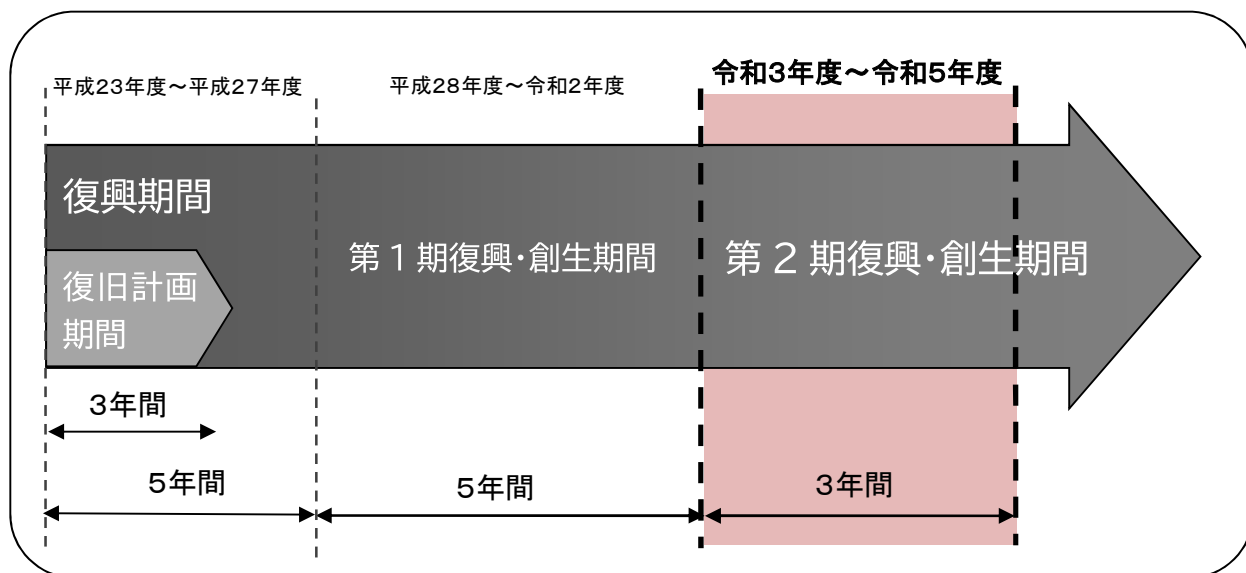 平成23年度～平成27年度
平成28年度～令和2年度
令和3年度～令和5年度
復興期間
第１期復興・創生期間
第２期復興・創生期間
復旧計画
期間
３年間
５年間
５年間
３年間